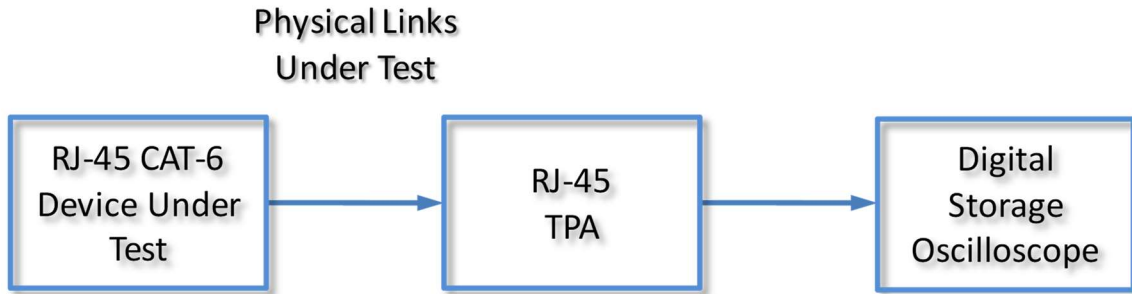 Physical Links
Under Test
RJ-45 CAT-6
Device Under
Test
RJ-45
TPA
Digital
Storage
Oscilloscope